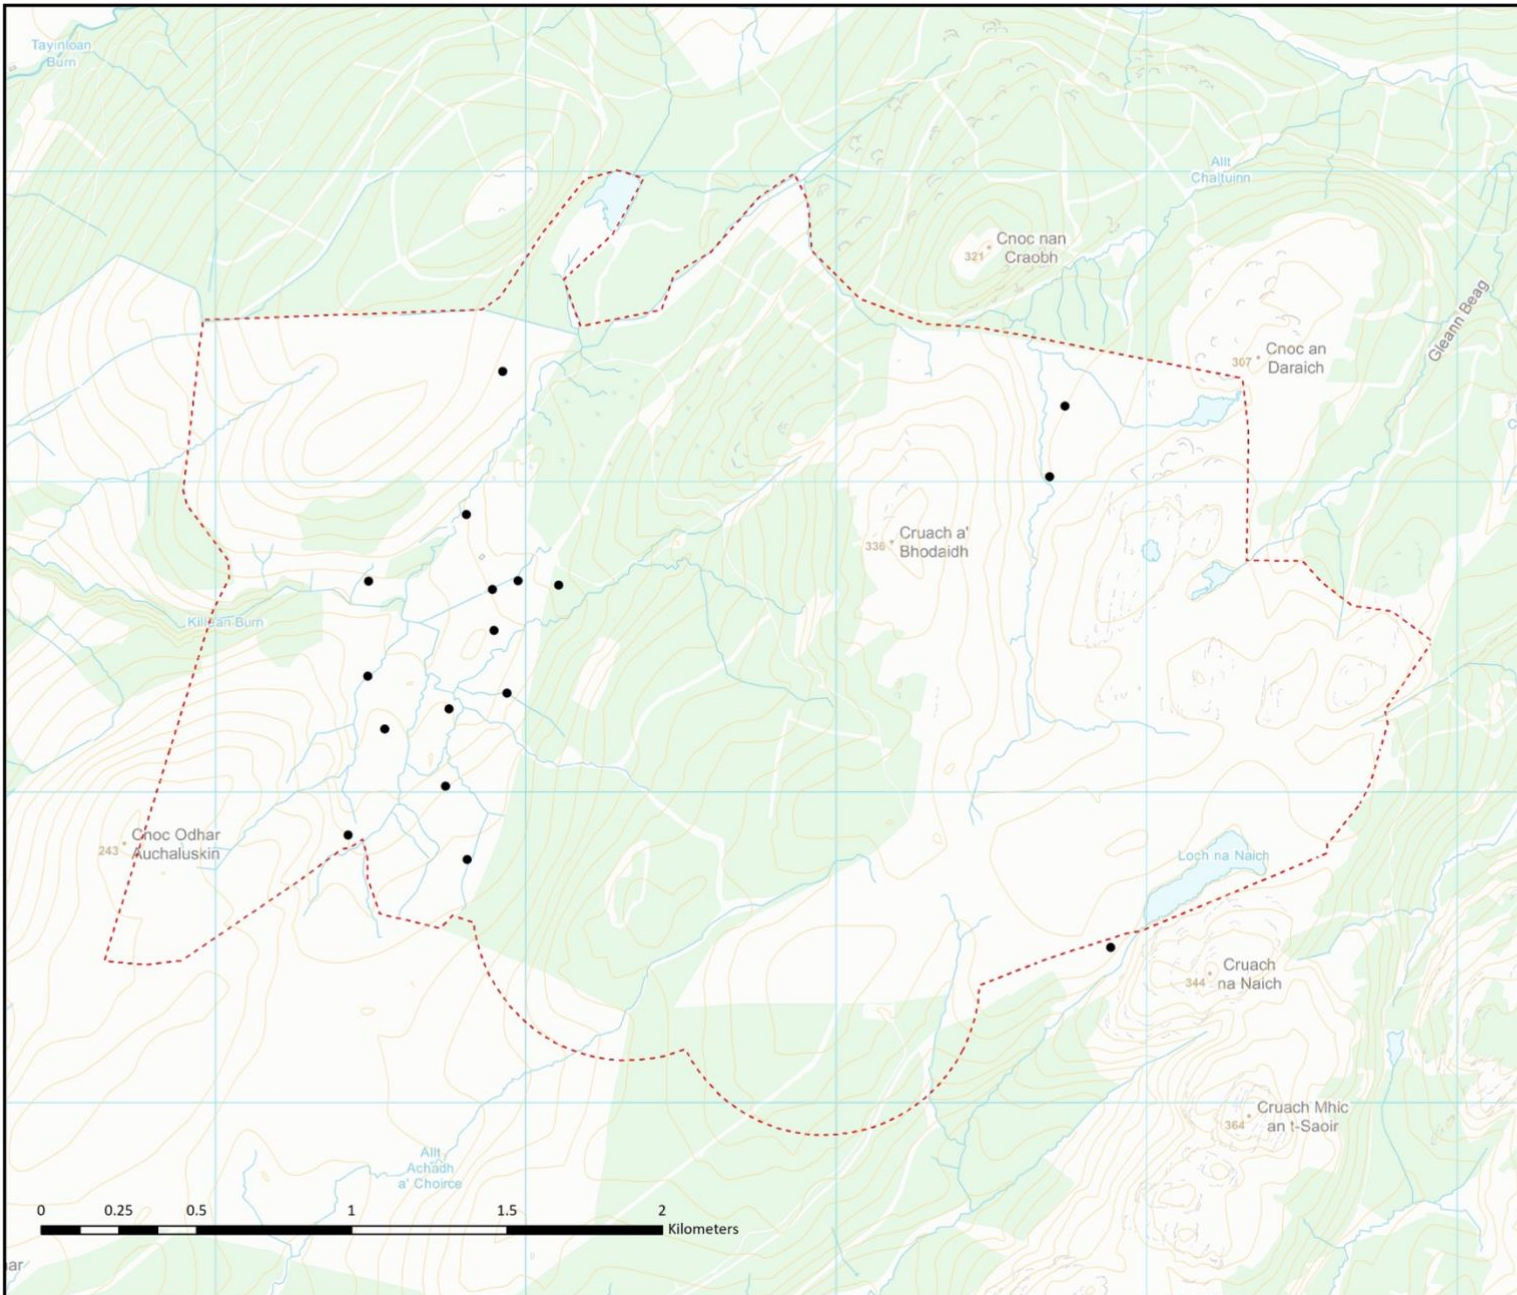 Tayinloan
Burn
Allt
Chaltuinn
Cnoc nan
Craobh
321
Gleann Beag
Cnoc an
Daraich
307
Cruach a'
Bhodaidh
336
Killean Burn
Cnoc Odhar
Auchaluskin
243
Loch na Naich
Cruach
na Naich
344
Cruach Mhic
an t-Saoir
364
Allt
Achadh
a' Choirce
0 0.25 0.5 1 1.5 2
Kilometers
ar